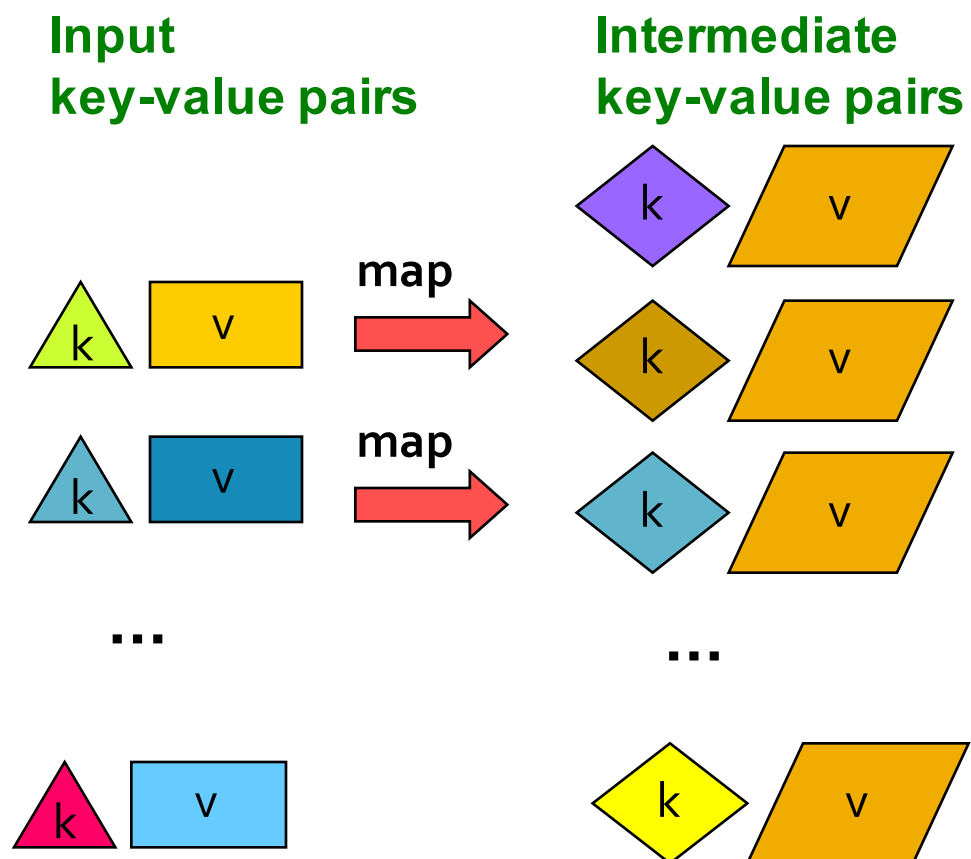 Input
key-value pairs
Intermediate
key-value pairs
k v
map
k v
k v
map
k v
k v
...
...
k v
k v